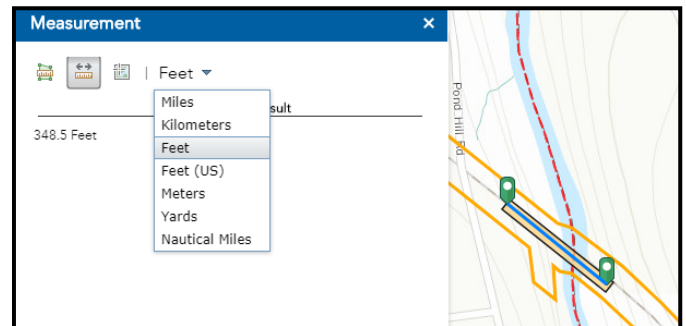 Measurement ×
| Feet ▼
Miles
Kilometers
Feet
Feet (US)
Meters
Yards
Nautical Miles
348.5 Feet
Pond Hill Rd